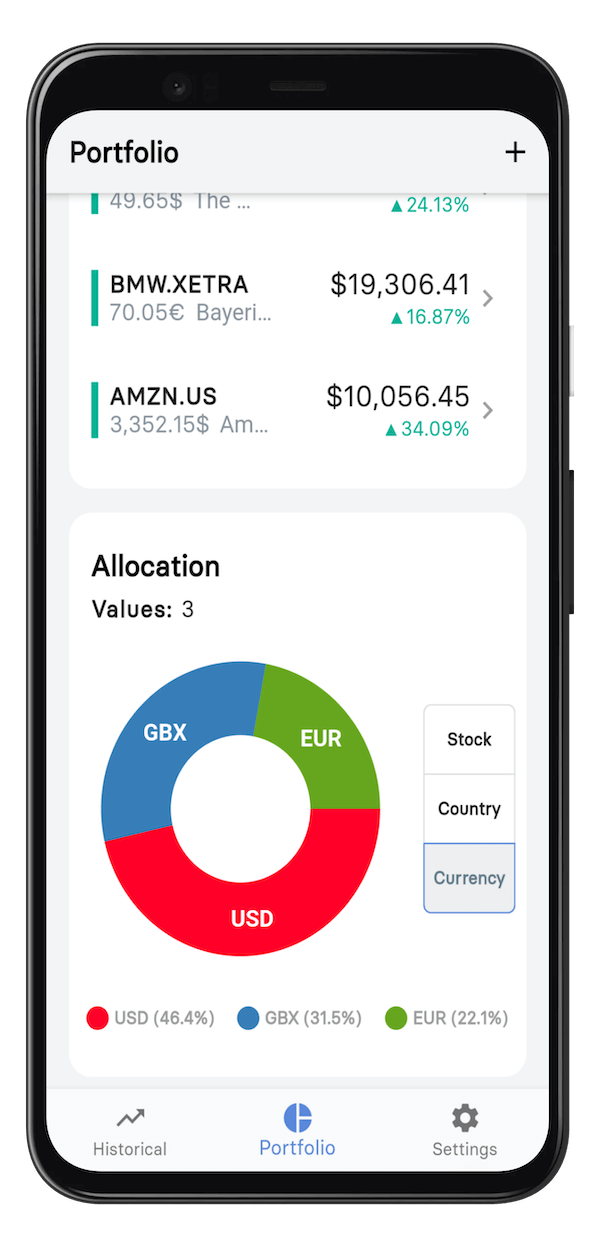 Portfolio +
49.65$ The ...
▲24.13%
BMW.XETRA $19,306.41
70.05€ Bayeri... ▲16.87%
AMZN.US $10,056.45
3,352.15$ Am... ▲34.09%
Allocation
Values: 3
GBX
EUR
USD
Stock
Country
Currency
USD (46.4%) GBX (31.5%) EUR (22.1%)
Historical Portfolio Settings